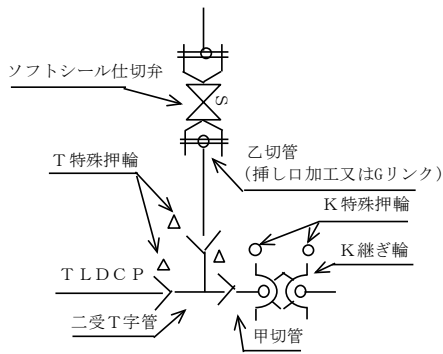 ソフトシール仕切弁
S
乙切管
(挿し口加工又はGリンク)
T特殊押輪
K特殊押輪
K継ぎ輪
TLDCP
二受T字管
甲切管